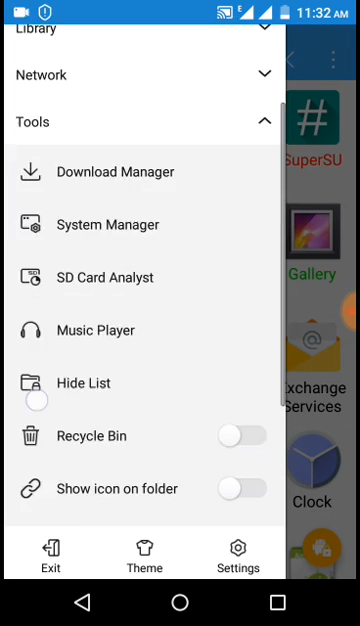 11:32 AM
Library
Network
Tools
Download Manager
System Manager
SD Card Analyst
Music Player
Hide List
Recycle Bin
Show icon on folder
Exit
Theme
Settings
SuperSU
Gallery
Exchange
Services
Clock